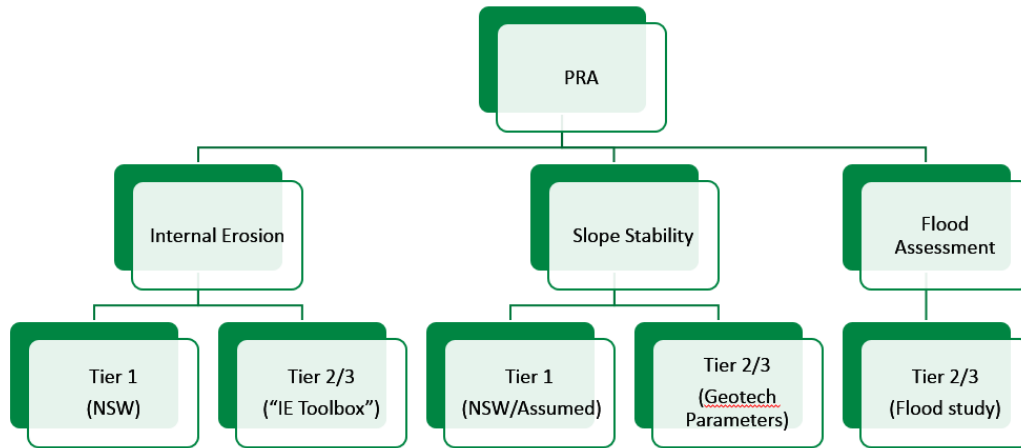 PRA
Internal Erosion
Slope Stability
Flood
Assessment
Tier 1
(NSW)
Tier 2/3
(“IE Toolbox”)
Tier 1
(NSW/Assumed)
Tier 2/3
(Geotech
Parameters)
Tier 2/3
(Flood study)